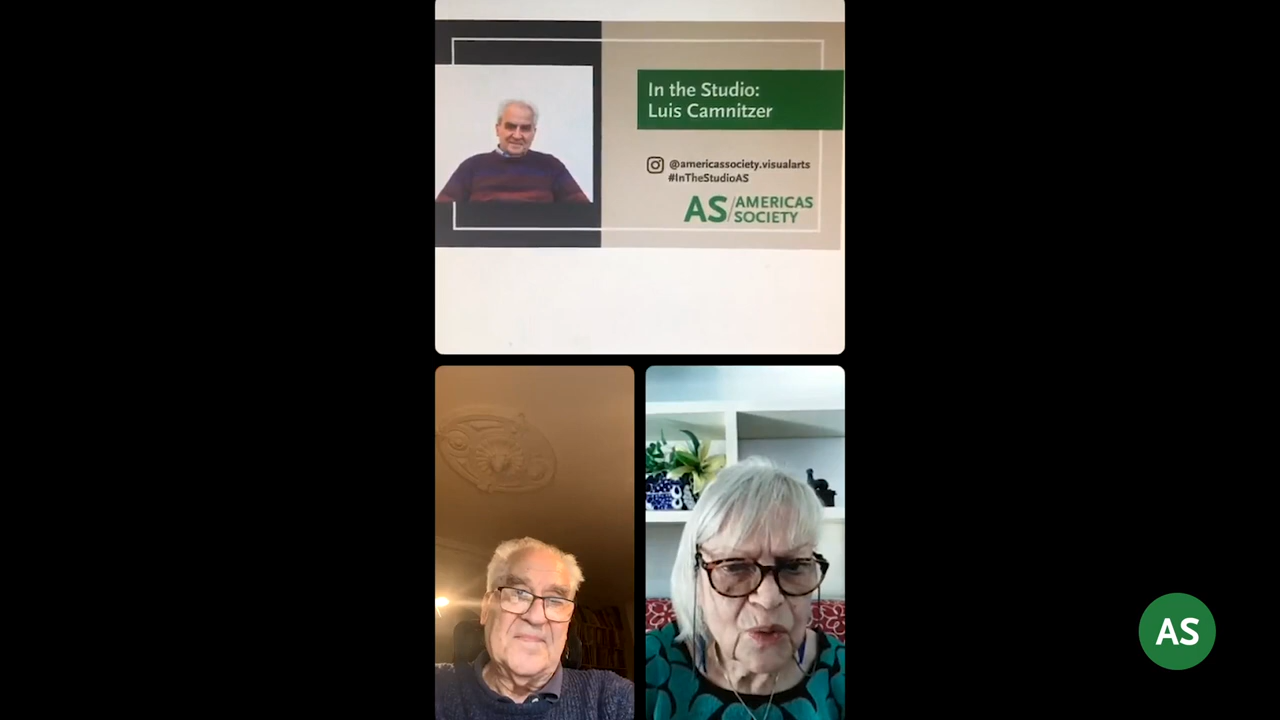 In the Studio:
Luis Camnitzer
@americassociety.visualarts
#InTheStudioAS
AS/AMERICAS
SOCIETY
AS